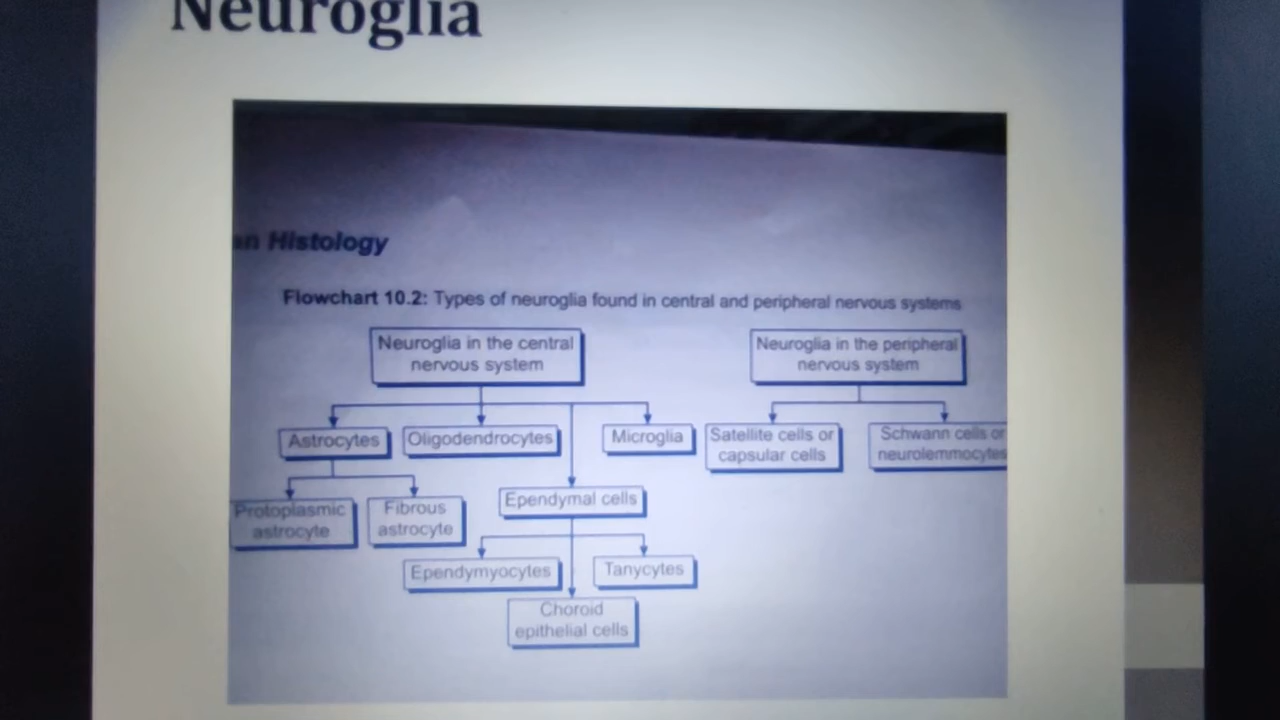 Neuroglia
an Histology
Flowchart 10.2: Types of neuroglia found in central and peripheral nervous systems
Neuroglia in the central
nervous system
Neuroglia in the peripheral
nervous system
Astrocytes
Oligodendrocytes
Microglia
Satellite cells or
capsular cells
Schwann cells or
neurolemmocytes
Protoplasmic
astrocyte
Fibrous
astrocyte
Ependymal cells
Ependymyocytes
Tanycytes
Choroid
epithelial cells